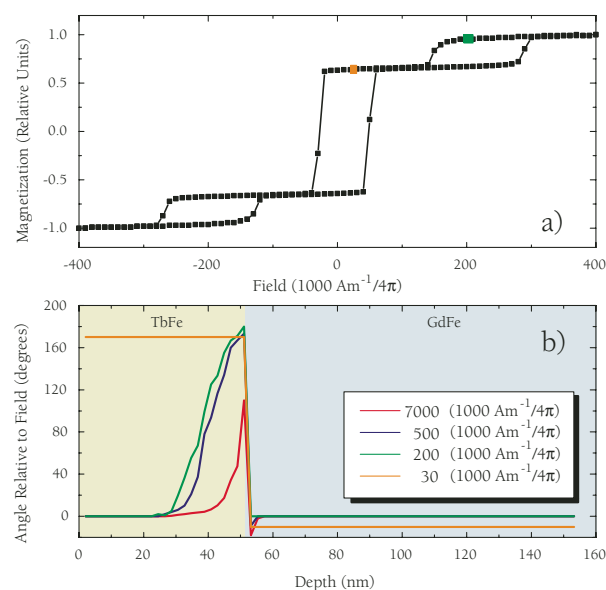 1.0
0.5
0.0
-0.5
-1.0
Magnetization (Relative Units)
a)
-400 -200 0 200 400
Field (1000 Am⁻¹/4π)
200
160
120
80
40
0
Angle Relative to Field (degrees)
TbFe GdFe
b)
7000 (1000 Am⁻¹/4π)
500 (1000 Am⁻¹/4π)
200 (1000 Am⁻¹/4π)
30 (1000 Am⁻¹/4π)
0 20 40 60 80 100 120 140 160
Depth (nm)